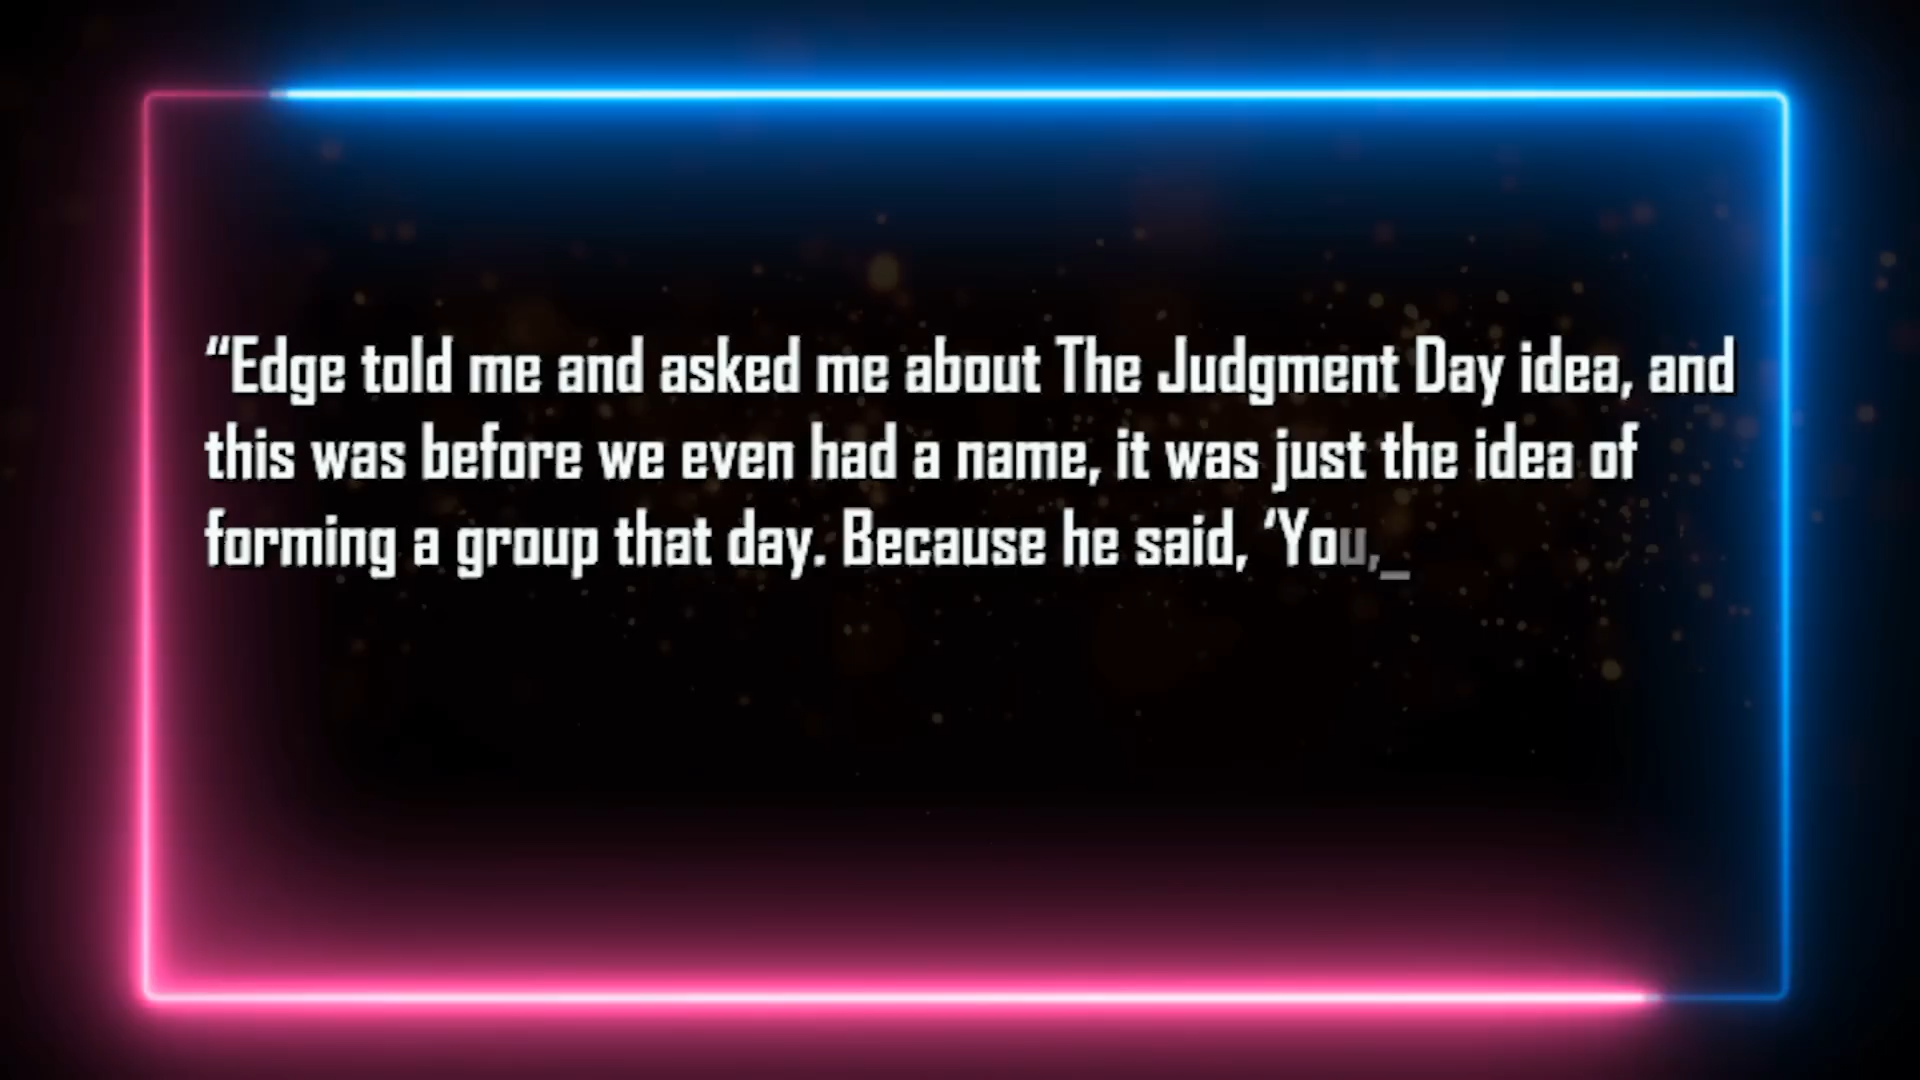 “Edge told me and asked me about The Judgment Day idea, and
this was before we even had a name, it was just the idea of
forming a group that day. Because he said, ‘You,_